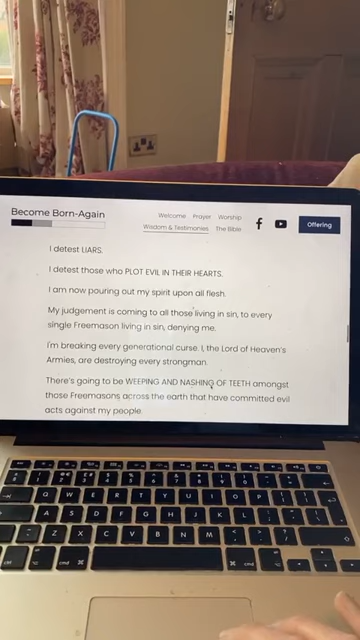 Become Born-Again
Welcome Prayer Worship
Wisdom & Testimonies The Bible
Offering
I detest LIARS.
I detest those who PLOT EVIL IN THEIR HEARTS.
I am now pouring out my spirit upon all flesh.
My judgement is coming to all those living in sin, to every
single Freemason living in sin, denying me.
I'm breaking every generational curse. I, the Lord of Heaven's
Armies, are destroying every strongman.
There's going to be WEEPING AND NASHING OF TEETH amongst
those Freemasons across the earth that have committed evil
acts against my people.
Q W E R T Y U I O P
A S D F G H J K L
Z X C V B N M
ctrl cmd cmd